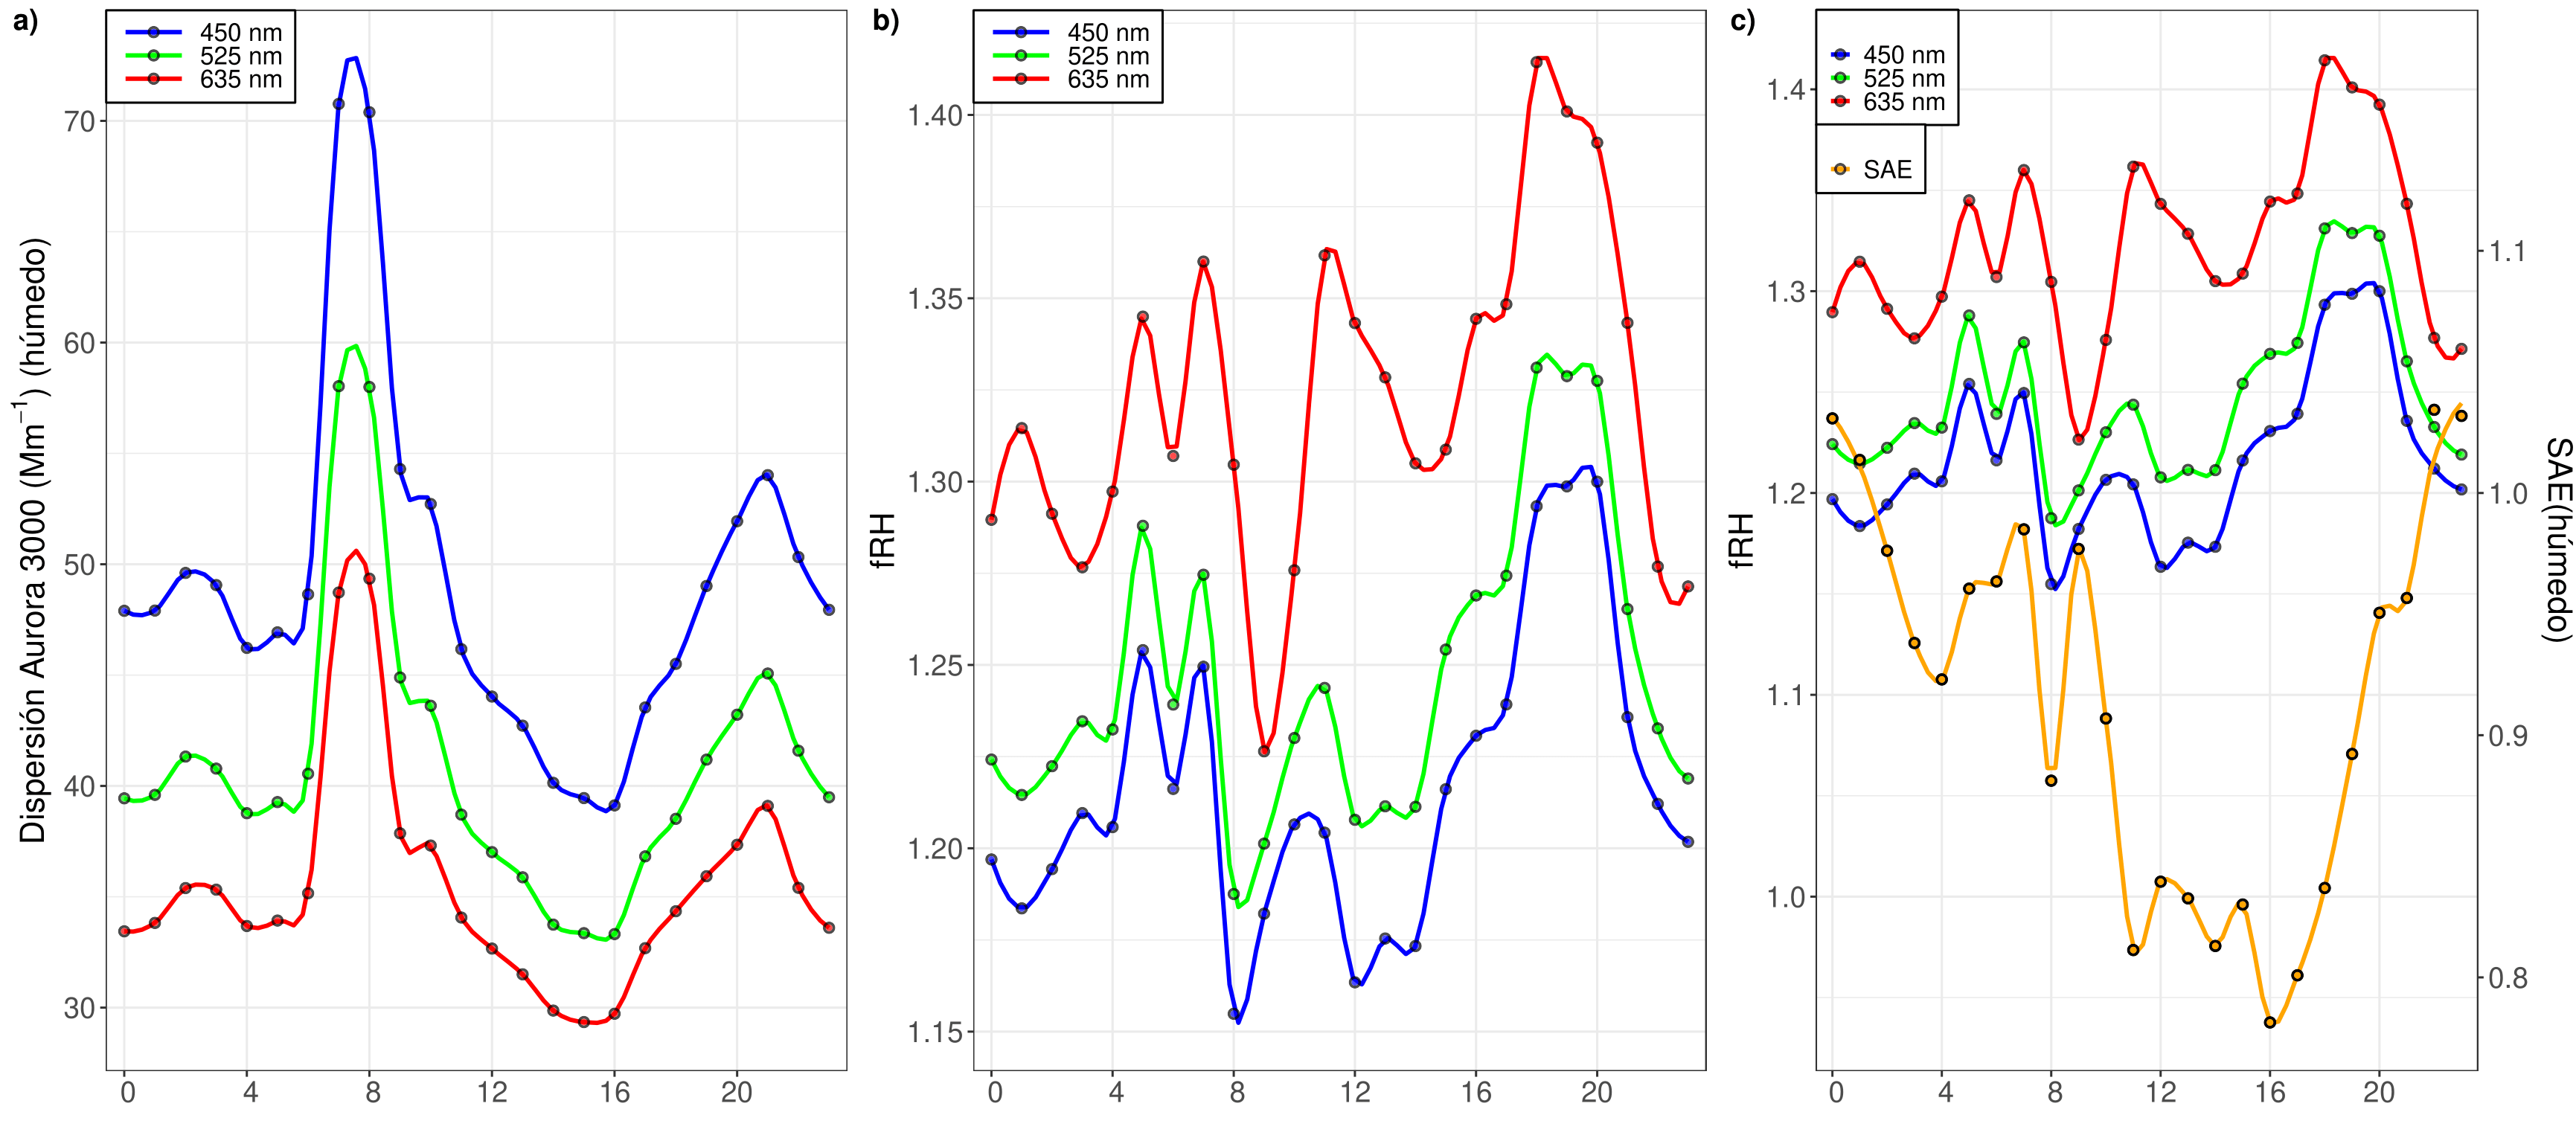 a)
450 nm
525 nm
635 nm
Dispersión Aurora 3000 (Mm⁻¹) (húmedo)
70
60
50
40
30
0 4 8 12 16 20
b)
450 nm
525 nm
635 nm
fRH
1.40
1.35
1.30
1.25
1.20
1.15
0 4 8 12 16 20
c)
450 nm
525 nm
635 nm
SAE
fRH
1.4
1.3
1.2
1.1
1.0
0 4 8 12 16 20
1.1
1.0
0.9
0.8
SAE(húmedo)